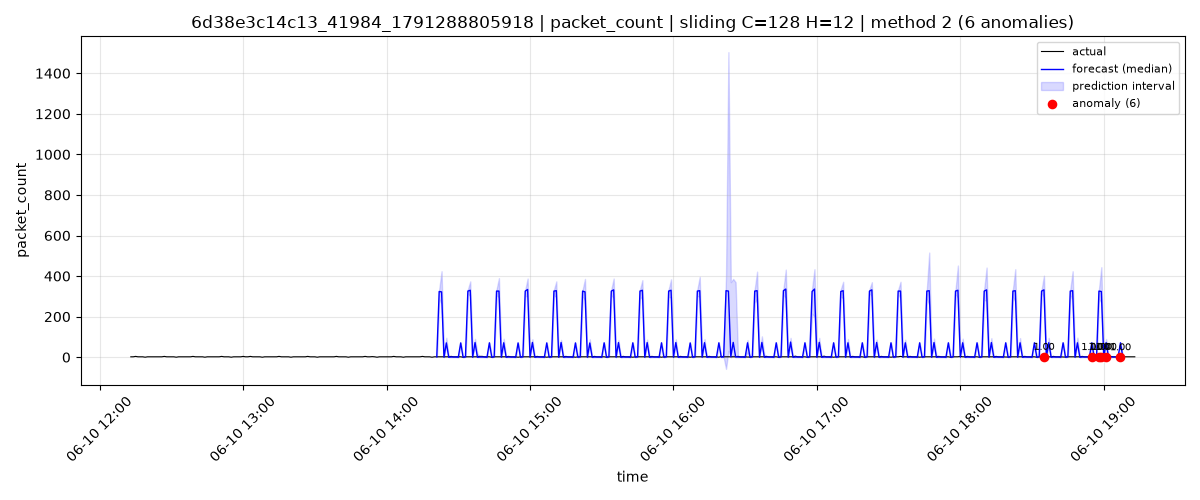 6d38e3c14c13_41984_1791288805918 | packet_count | sliding C=128 H=12 | method 2 (6 anomalies)
actual
forecast (median)
prediction interval
anomaly (6)
packet_count
1400
1200
1000
800
600
400
200
0
1.00
06-10 12:00
06-10 13:00
06-10 14:00
06-10 15:00
06-10 16:00
06-10 17:00
06-10 18:00
06-10 19:00
time